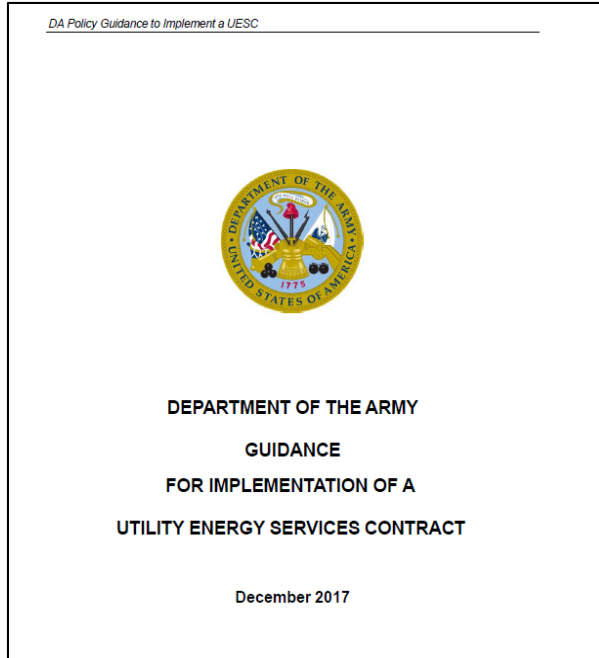 DA Policy Guidance to Implement a UESC
DEPARTMENT OF THE ARMY
UNITED STATES OF AMERICA
1775
DEPARTMENT OF THE ARMY
GUIDANCE
FOR IMPLEMENTATION OF A
UTILITY ENERGY SERVICES CONTRACT
December 2017